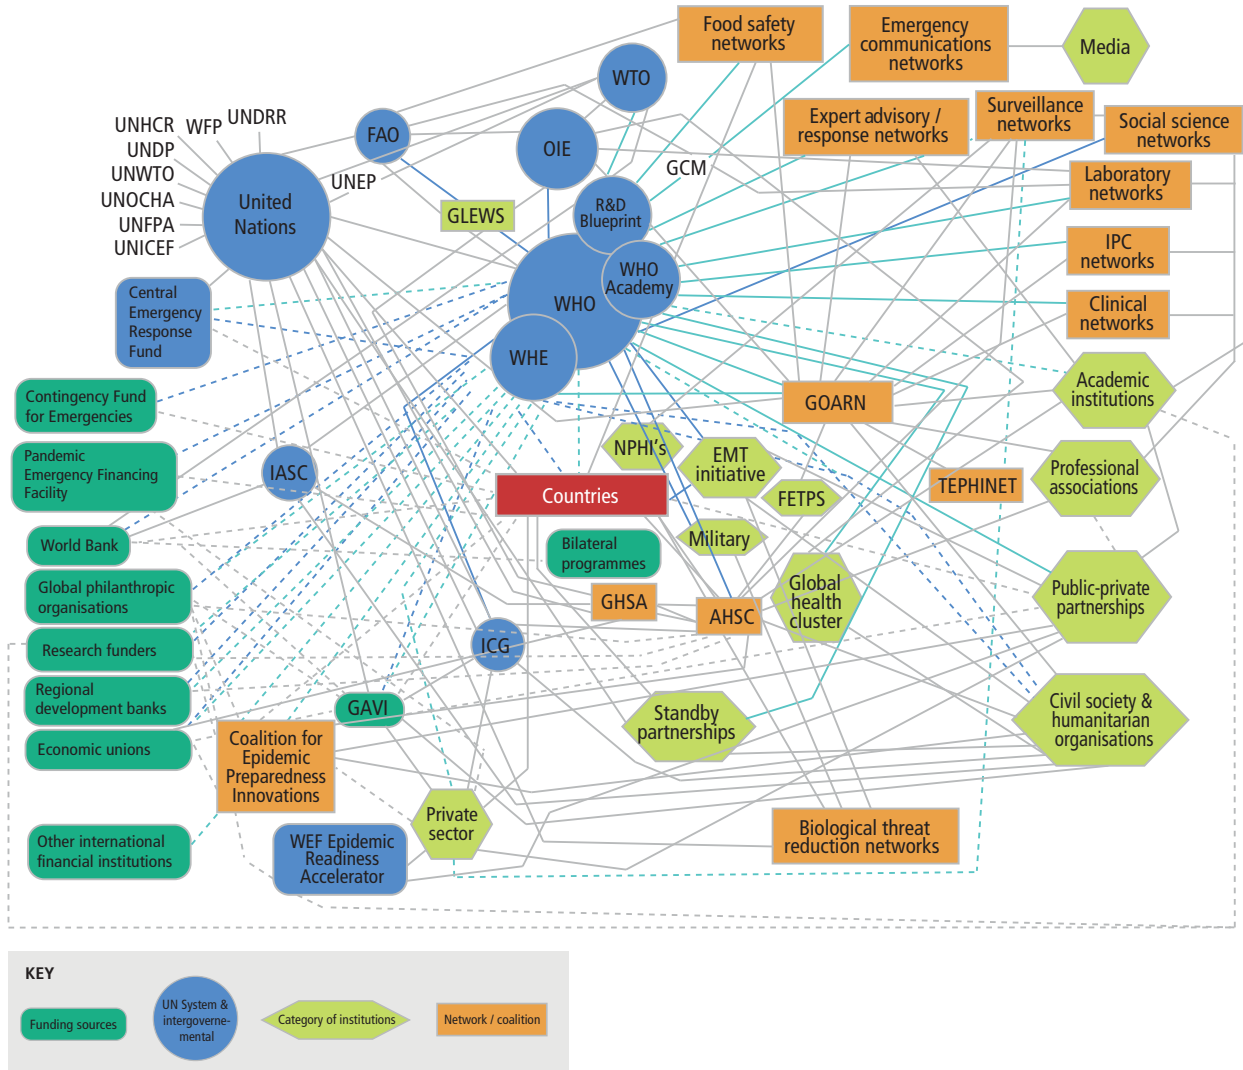 Food safety
networks
Emergency
communications
networks
Media
WTO
UNHCR
WFP
UNDRR
FAO
OIE
Expert advisory /
response networks
Surveillance
networks
Social science
networks
UNDP
UNWTO
UNEP
GCM
Laboratory
networks
UNOCHA
UNFPA
UNICEF
United
Nations
GLEWS
R&D
Blueprint
IPC
networks
WHO
Academy
WHO
Central
Emergency
Response
Fund
Clinical
networks
WHE
Contingency Fund
for Emergencies
GOARN
Academic
institutions
Pandemic
Emergency Financing
Facility
IASC
NPHI's
EMT
initiative
FETPS
TEPHINET
Professional
associations
Countries
World Bank
Bilateral
programmes
Military
Global philanthropic
organisations
GHSA
AHSC
Global
health
cluster
Public-private
partnerships
Research funders
ICG
Regional
development banks
GAVI
Standby
partnerships
Civil society &
humanitarian
organisations
Economic unions
Coalition for
Epidemic
Preparedness
Innovations
Private
sector
Biological threat
reduction networks
Other international
financial institutions
WEF Epidemic
Readiness
Accelerator
KEY
Funding sources
UN System &
intergoverne-
mental
Category of institutions
Network / coalition